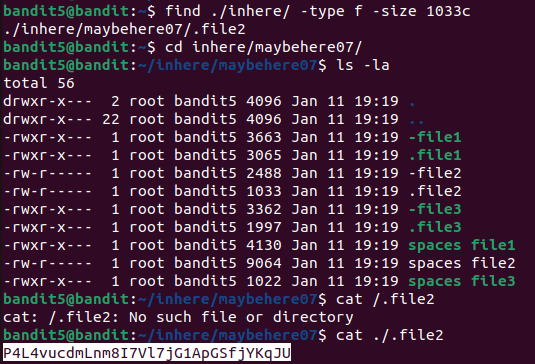 bandit5@bandit:~$ find ./inhere/ -type f -size 1033c
./inhere/maybehere07/.file2
bandit5@bandit:~$ cd inhere/maybehere07/
bandit5@bandit:~/inhere/maybehere07$ ls -la
total 56
drwxr-x---  2 root bandit5 4096 Jan 11 19:19 .
drwxr-x--- 22 root bandit5 4096 Jan 11 19:19 ..
-rwxr-x---  1 root bandit5 3663 Jan 11 19:19 -file1
-rwxr-x---  1 root bandit5 3065 Jan 11 19:19 .file1
-rw-r-----  1 root bandit5 2488 Jan 11 19:19 -file2
-rw-r-----  1 root bandit5 1033 Jan 11 19:19 .file2
-rwxr-x---  1 root bandit5 3362 Jan 11 19:19 -file3
-rwxr-x---  1 root bandit5 1997 Jan 11 19:19 .file3
-rwxr-x---  1 root bandit5 4130 Jan 11 19:19 spaces file1
-rw-r-----  1 root bandit5 9064 Jan 11 19:19 spaces file2
-rwxr-x---  1 root bandit5 1022 Jan 11 19:19 spaces file3
bandit5@bandit:~/inhere/maybehere07$ cat /.file2
cat: /.file2: No such file or directory
bandit5@bandit:~/inhere/maybehere07$ cat ./.file2
P4L4vucdmLnm8I7Vl7jG1ApGSfjYKqJU